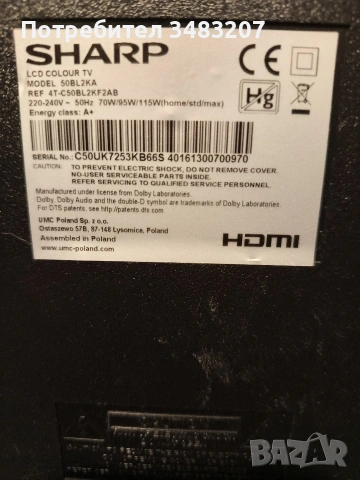 Потребител 3483207
SHARP
LCD COLOUR TV
MODEL 50BL2KA
REF 4T-C50BL2KF2AB
220-240V~ 50Hz 70W/95W/115W(home/std/max)
Energy class: A+
CE
Hg
SERIAL No.: C50UK7253KB66S 40161300700970
CAUTION: TO PREVENT ELECTRIC SHOCK, DO NOT REMOVE COVER.
NO-USER SERVICEABLE PARTS INSIDE.
REFER SERVICING TO QUALIFIED SERVICE PERSONNEL.
Manufactured under license from Dolby Laboratories.
Dolby, Dolby Audio and the double-D symbol are trademarks of Dolby Laboratories.
For DTS patents, see http://patents.dts.com.
UMC Poland Sp. z o.o.
Ostaszewo 57B, 87-148 Lysomice, Poland
Assembled in Poland
www.umc-poland.com
HDMI
BAZAR